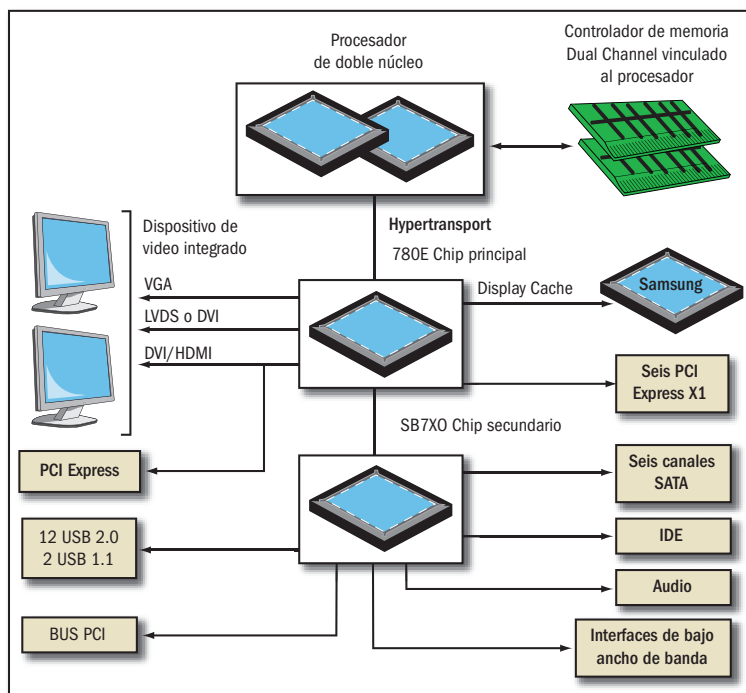 Procesador
de doble núcleo
Controlador de memoria
Dual Channel vinculado
al procesador
Dispositivo de
video integrado
Hypertransport
780E Chip principal
VGA
LVDS o DVI
DVI/HDMI
Display Cache
Samsung
Seis PCI
Express X1
SB7XO Chip secundario
PCI Express
Seis canales
SATA
12 USB 2.0
2 USB 1.1
IDE
Audio
BUS PCI
Interfaces de bajo
ancho de banda